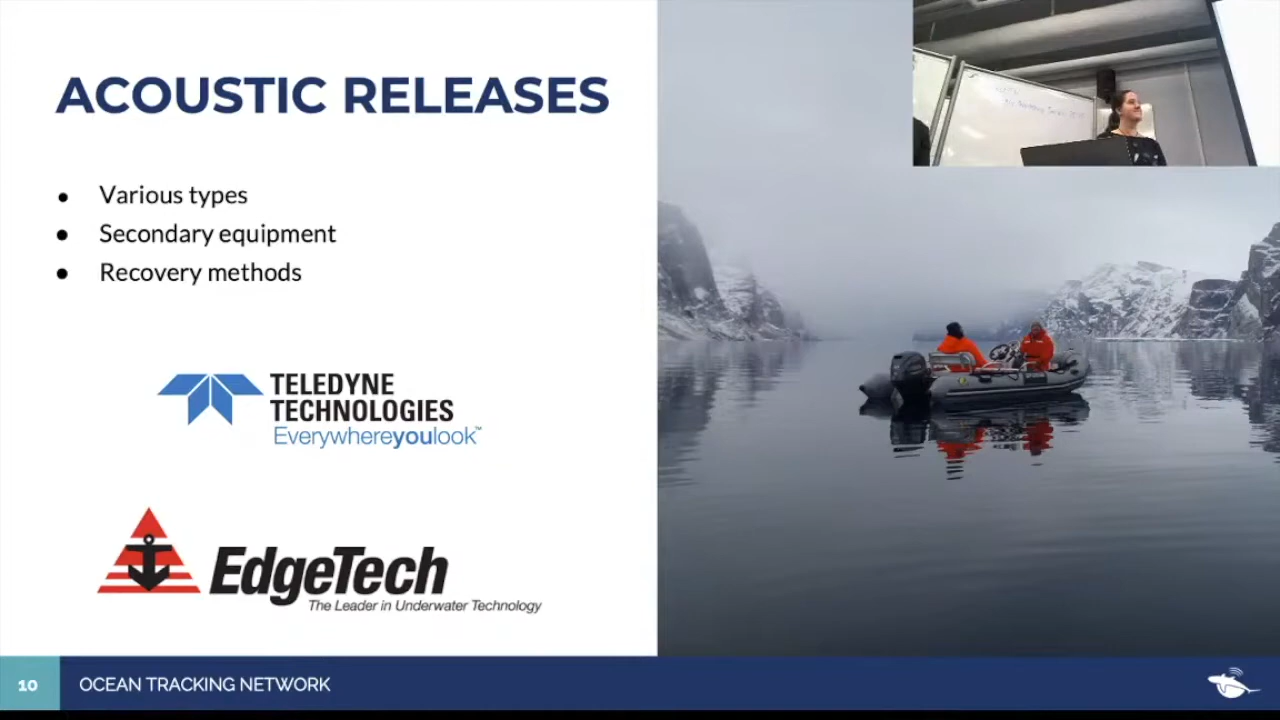 ACOUSTIC RELEASES
● Various types
● Secondary equipment
● Recovery methods
TELEDYNE
TECHNOLOGIES
Everywhereyoulook™
EdgeTech
The Leader in Underwater Technology
10 OCEAN TRACKING NETWORK